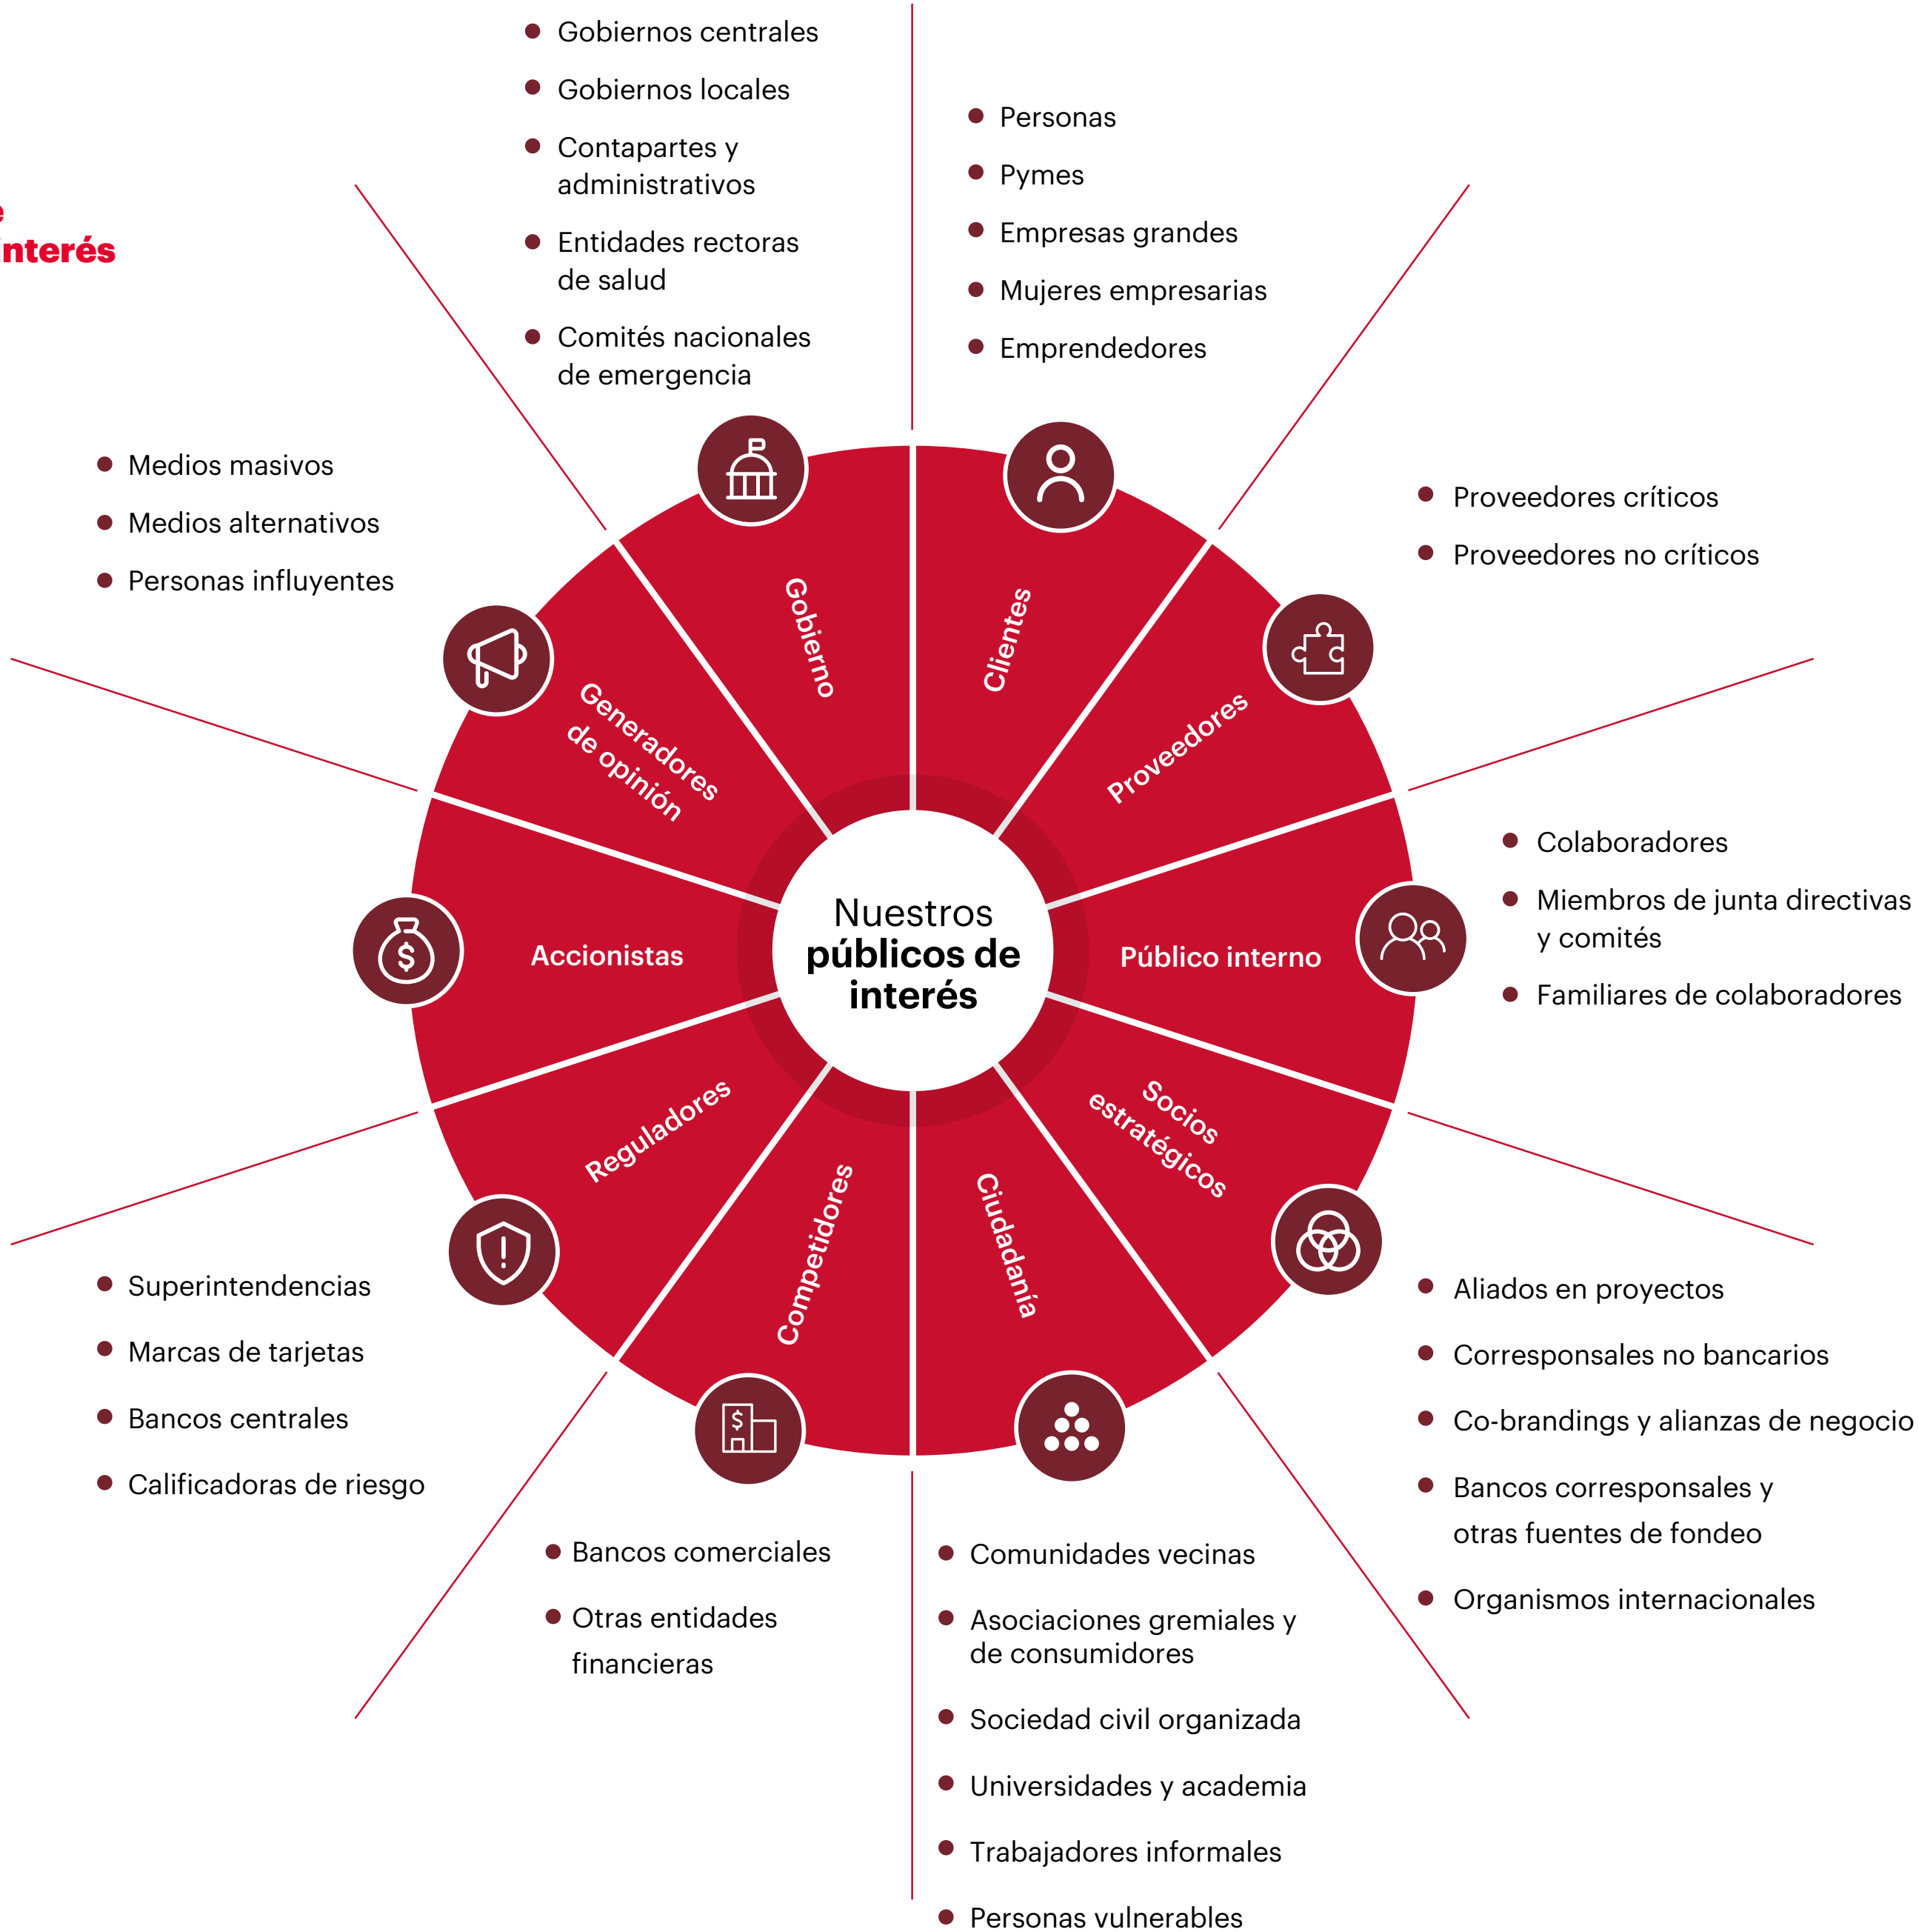 e
interés
Gobiernos centrales
Gobiernos locales
Contapartes y
administrativos
Entidades rectoras
de salud
Comités nacionales
de emergencia
Personas
Pymes
Empresas grandes
Mujeres empresarias
Emprendedores
Medios masivos
Medios alternativos
Personas influyentes
Proveedores críticos
Proveedores no críticos
Gobierno
Clientes
Generadores
de opinión
Proveedores
Accionistas
Nuestros
públicos de
interés
Público interno
Colaboradores
Miembros de junta directivas
y comités
Familiares de colaboradores
Reguladores
Socios
estratégicos
Competidores
Ciudadanía
Superintendencias
Marcas de tarjetas
Bancos centrales
Calificadoras de riesgo
Aliados en proyectos
Corresponsales no bancarios
Co-brandings y alianzas de negocio
Bancos corresponsales y
otras fuentes de fondeo
Organismos internacionales
Bancos comerciales
Otras entidades
financieras
Comunidades vecinas
Asociaciones gremiales y
de consumidores
Sociedad civil organizada
Universidades y academia
Trabajadores informales
Personas vulnerables